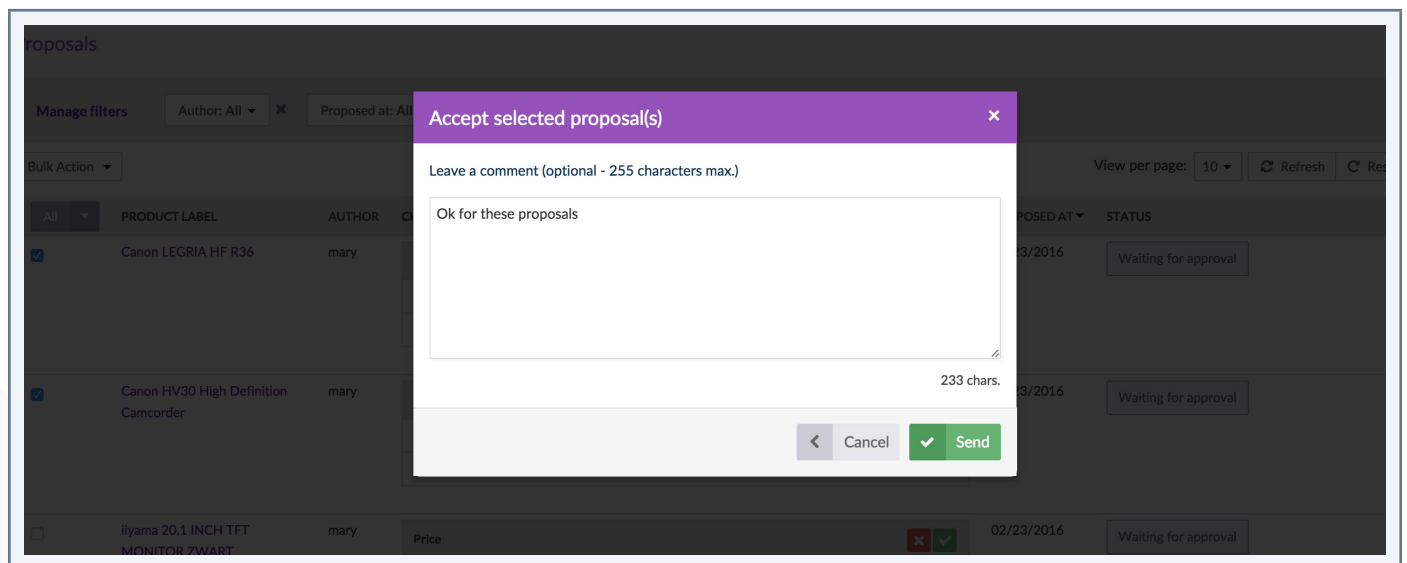 roposals
Manage filters Author: All Proposed at: All
Accept selected proposal(s)
Leave a comment (optional - 255 characters max.)
Bulk Action View per page: 10 Refresh Res
Ok for these proposals
All PRODUCT LABEL AUTHOR POSED AT STATUS
Canon LEGRIA HF R36 mary 23/2016 Waiting for approval
233 chars.
Canon HV30 High Definition mary 23/2016 Waiting for approval
Camcorder
Cancel Send
iiyama 20.1 INCH TFT mary Price 02/23/2016 Waiting for approval
MONITOR ZWART